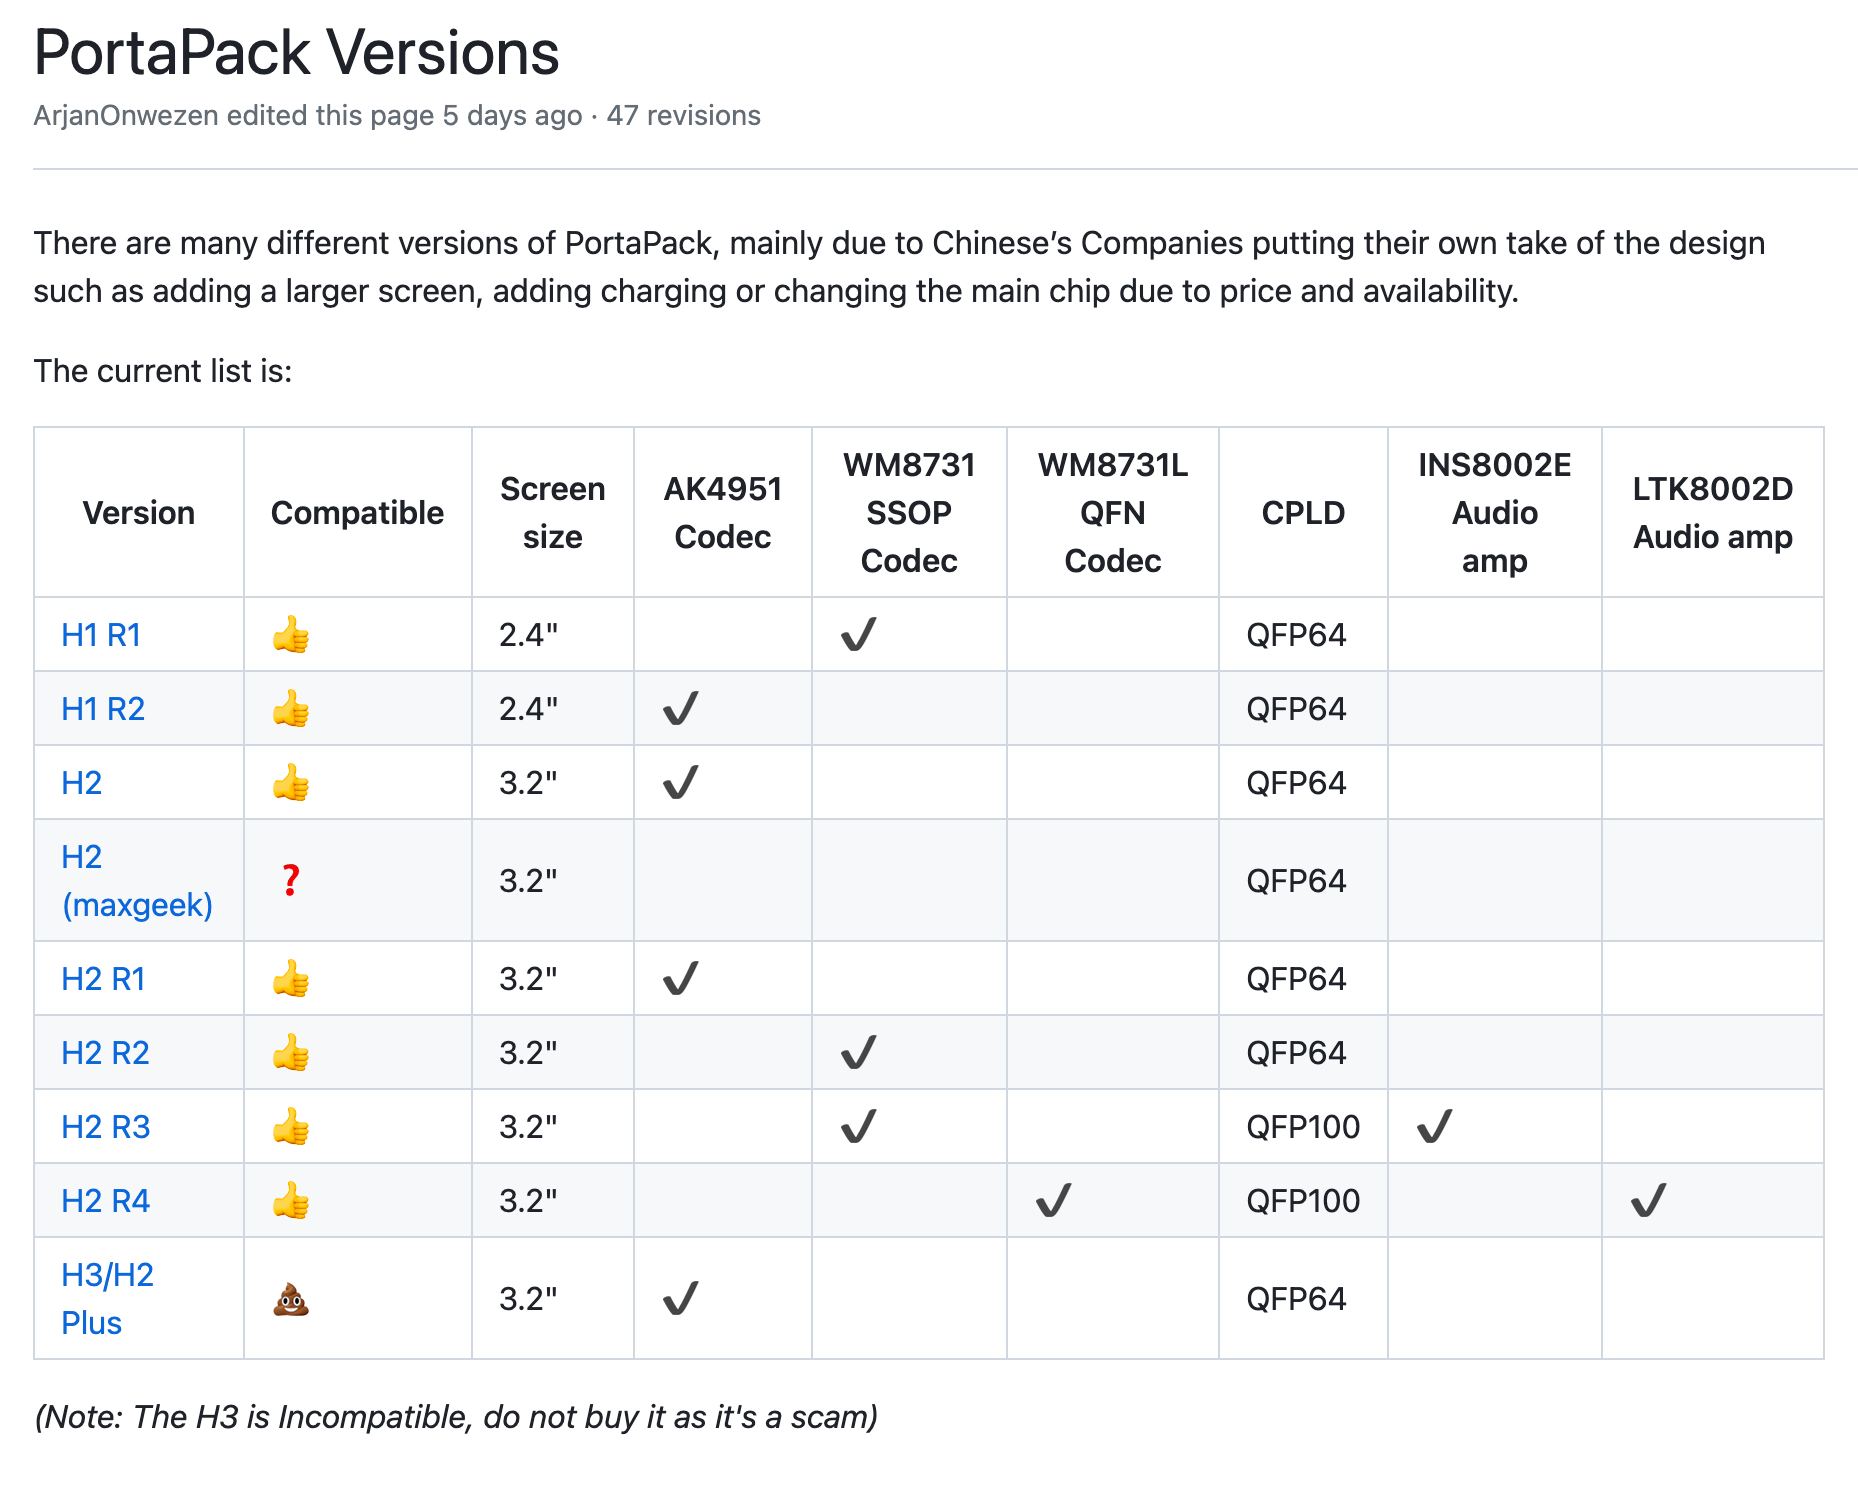 PortaPack Versions
ArjanOnwezen edited this page 5 days ago · 47 revisions
There are many different versions of PortaPack, mainly due to Chinese’s Companies putting their own take of the design
such as adding a larger screen, adding charging or changing the main chip due to price and availability.
The current list is:
Version Compatible Screen size AK4951 Codec WM8731 SSOP Codec WM8731L QFN Codec CPLD INS8002E Audio amp LTK8002D Audio amp
H1 R1 👍 2.4" ✔ QFP64
H1 R2 👍 2.4" ✔ QFP64
H2 👍 3.2" ✔ QFP64
H2 (maxgeek) ❓ 3.2" QFP64
H2 R1 👍 3.2" ✔ QFP64
H2 R2 👍 3.2" ✔ QFP64
H2 R3 👍 3.2" ✔ QFP100 ✔
H2 R4 👍 3.2" ✔ QFP100 ✔
H3/H2 Plus 💩 3.2" ✔ QFP64
(Note: The H3 is Incompatible, do not buy it as it's a scam)